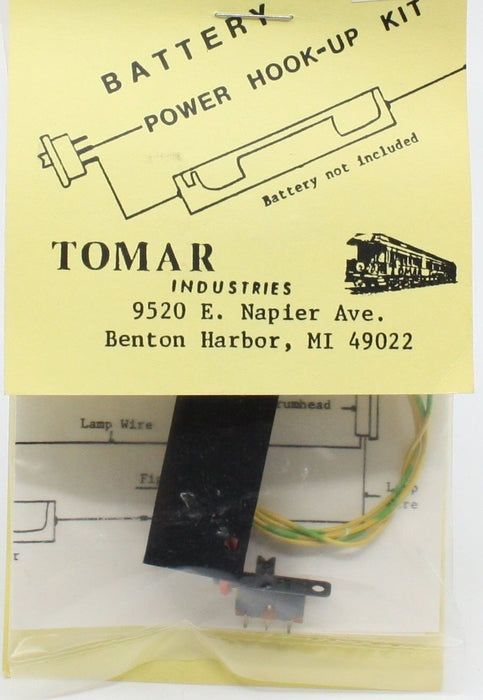 BATTERY
POWER HOOK-UP KIT
Battery not included
TOMAR
INDUSTRIES
9520 E. Napier Ave.
Benton Harbor, MI 49022
Lamp Wire